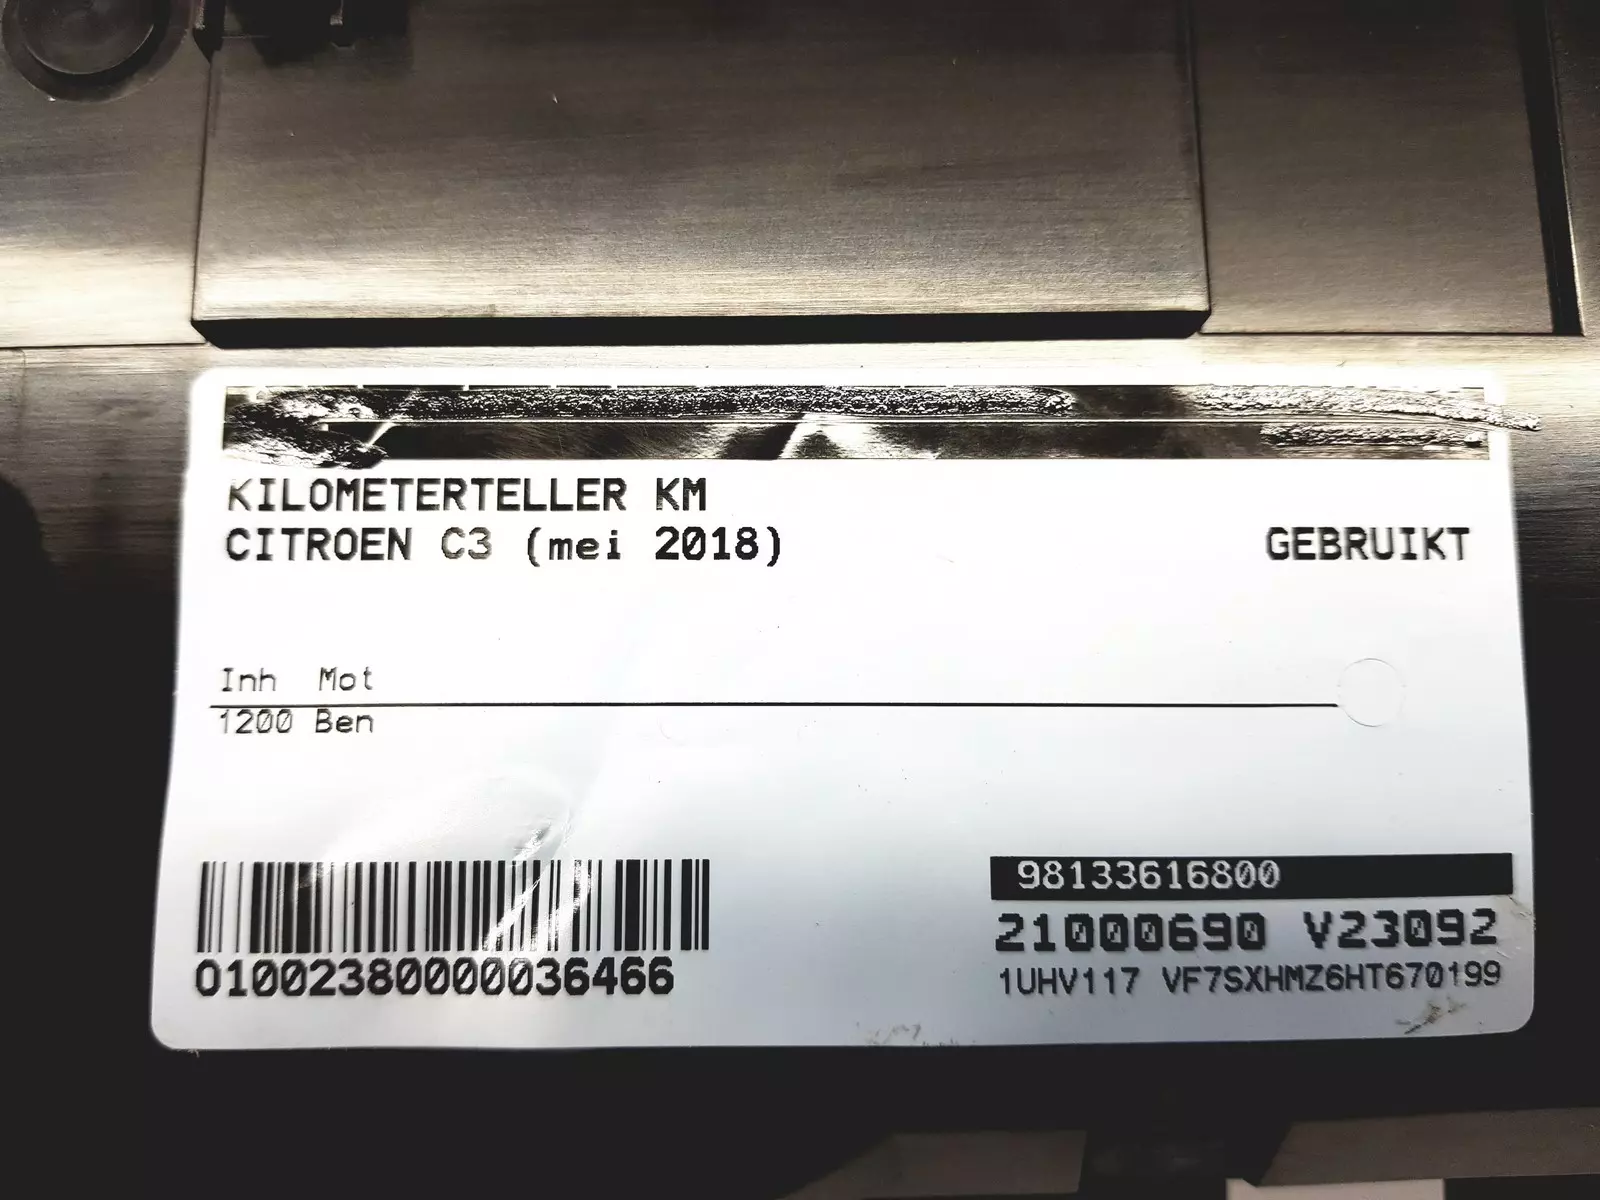 KILOMETERTELLER KM
CITROEN C3 (mei 2018) GEBRUIKT
Inh Mot
1200 Ben
98133616800
21000690 V23092
01002380000036466
1UHV117 VF7SXHMZ6HT670199